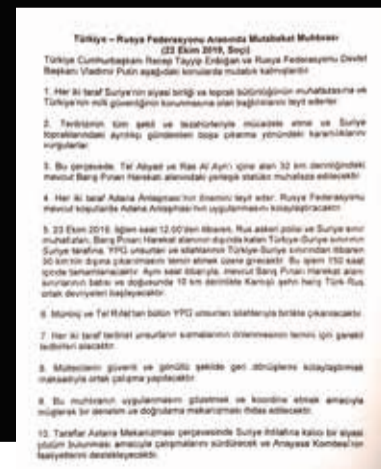 Türkiye – Rusya Federasyonu Arasında Mutabakat Muhtırası
(22 Ekim 2019, Soçi)
Türkiye Cumhurbaşkanı Recep Tayyip Erdoğan ve Rusya Federasyonu Devlet
Başkanı Vladimir Putin aşağıdaki konularda mutabık kalmışlardır:
1. Her iki taraf Suriye'nin siyasi birliği ve toprak bütünlüğünün muhafazasına ve
Türkiye'nin milli güvenliğinin korunmasına olan bağlılıklarını teyit ederler.
2. Terörizmin tüm şekil ve tezahürleriyle mücadele etme ve Suriye
topraklarındaki ayrılıkçı gündemleri boşa çıkarma yönündeki kararlılıklarını
vurgularlar.
3. Bu çerçevede, Tel Abyad ve Ras Al Ayn'ı içine alan 32 km derinliğindeki
mevcut Barış Pınarı Harekatı alanındaki yerleşik statüko muhafaza edilecektir.
4. Her iki taraf Adana Anlaşması'nın önemini teyit eder. Rusya Federasyonu
mevcut koşullarda Adana Anlaşması'nın uygulanmasını kolaylaştıracaktır.
5. 23 Ekim 2019, öğlen saat 12.00'den itibaren, Rus askeri polisi ve Suriye sınır
muhafızları, Barış Pınarı Harekat alanının dışında kalan Türkiye-Suriye sınırının
Suriye tarafına, YPG unsurları ve silahlarının Türkiye-Suriye sınırından itibaren
30 km'nin dışına çıkarılmasını temin etmek üzere girecektir. Bu işlem 150 saat
içinde tamamlanacaktır. Aynı saat itibariyle, mevcut Barış Pınarı Harekat alanı
sınırlarının batısı ve doğusunda 10 km derinlikte Kamışlı şehri hariç Türk-Rus
ortak devriyeleri başlayacaktır.
6. Münbiç ve Tel Rıfat'tan bütün YPG unsurları silahlarıyla birlikte çıkarılacaktır.
7. Her iki taraf terörist unsurların sızmalarının önlenmesinin temini için gerekli
tedbirleri alacaktır.
8. Mültecilerin güvenli ve gönüllü şekilde geri dönüşlerini kolaylaştırmak
maksadıyla ortak çalışma yapılacaktır.
9. Bu muhtıranın uygulanmasını gözetmek ve koordine etmek amacıyla
müşterek bir denetim ve doğrulama mekanizması ihdas edilecektir.
10. Taraflar Astana Mekanizması çerçevesinde Suriye ihtilafına kalıcı bir siyasi
çözüm bulunması amacıyla çalışmalarını sürdürecek ve Anayasa Komitesi'nin
faaliyetlerini destekleyecektir.